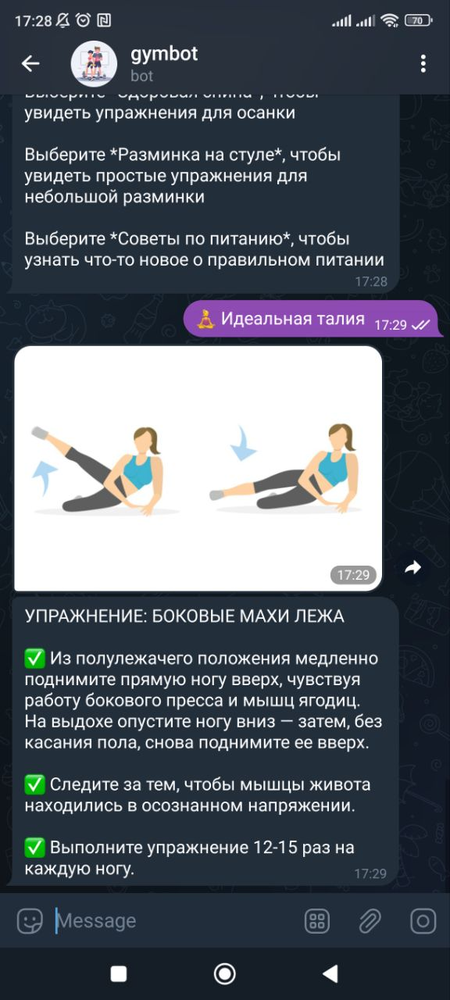 17:28
70
gymbot
bot
увидеть упражнения для осанки
Выберите *Разминка на стуле*, чтобы
увидеть простые упражнения для
небольшой разминки
Выберите *Советы по питанию*, чтобы
узнать что-то новое о правильном питании
17:28
Идеальная талия
17:29
17:29
УПРАЖНЕНИЕ: БОКОВЫЕ МАХИ ЛЕЖА
✅ Из полулежачего положения медленно
поднимите прямую ногу вверх, чувствуя
работу бокового пресса и мышц ягодиц.
На выдохе опустите ногу вниз — затем, без
касания пола, снова поднимите ее вверх.
✅ Следите за тем, чтобы мышцы живота
находились в осознанном напряжении.
✅ Выполните упражнение 12-15 раз на
каждую ногу.
17:29
Message